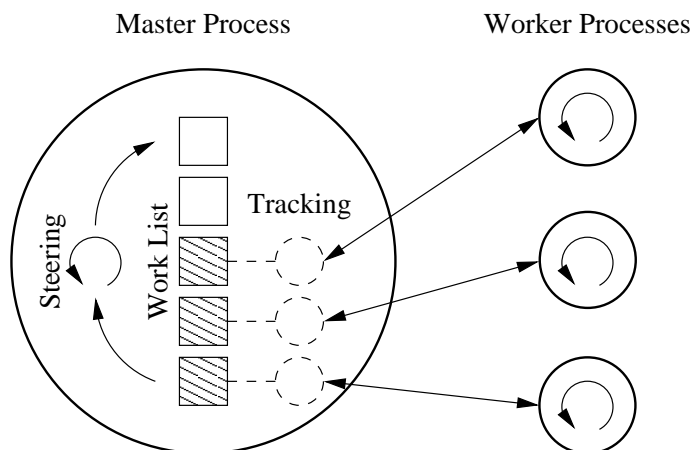 Master Process
Worker Processes
Steering
Work List
Tracking